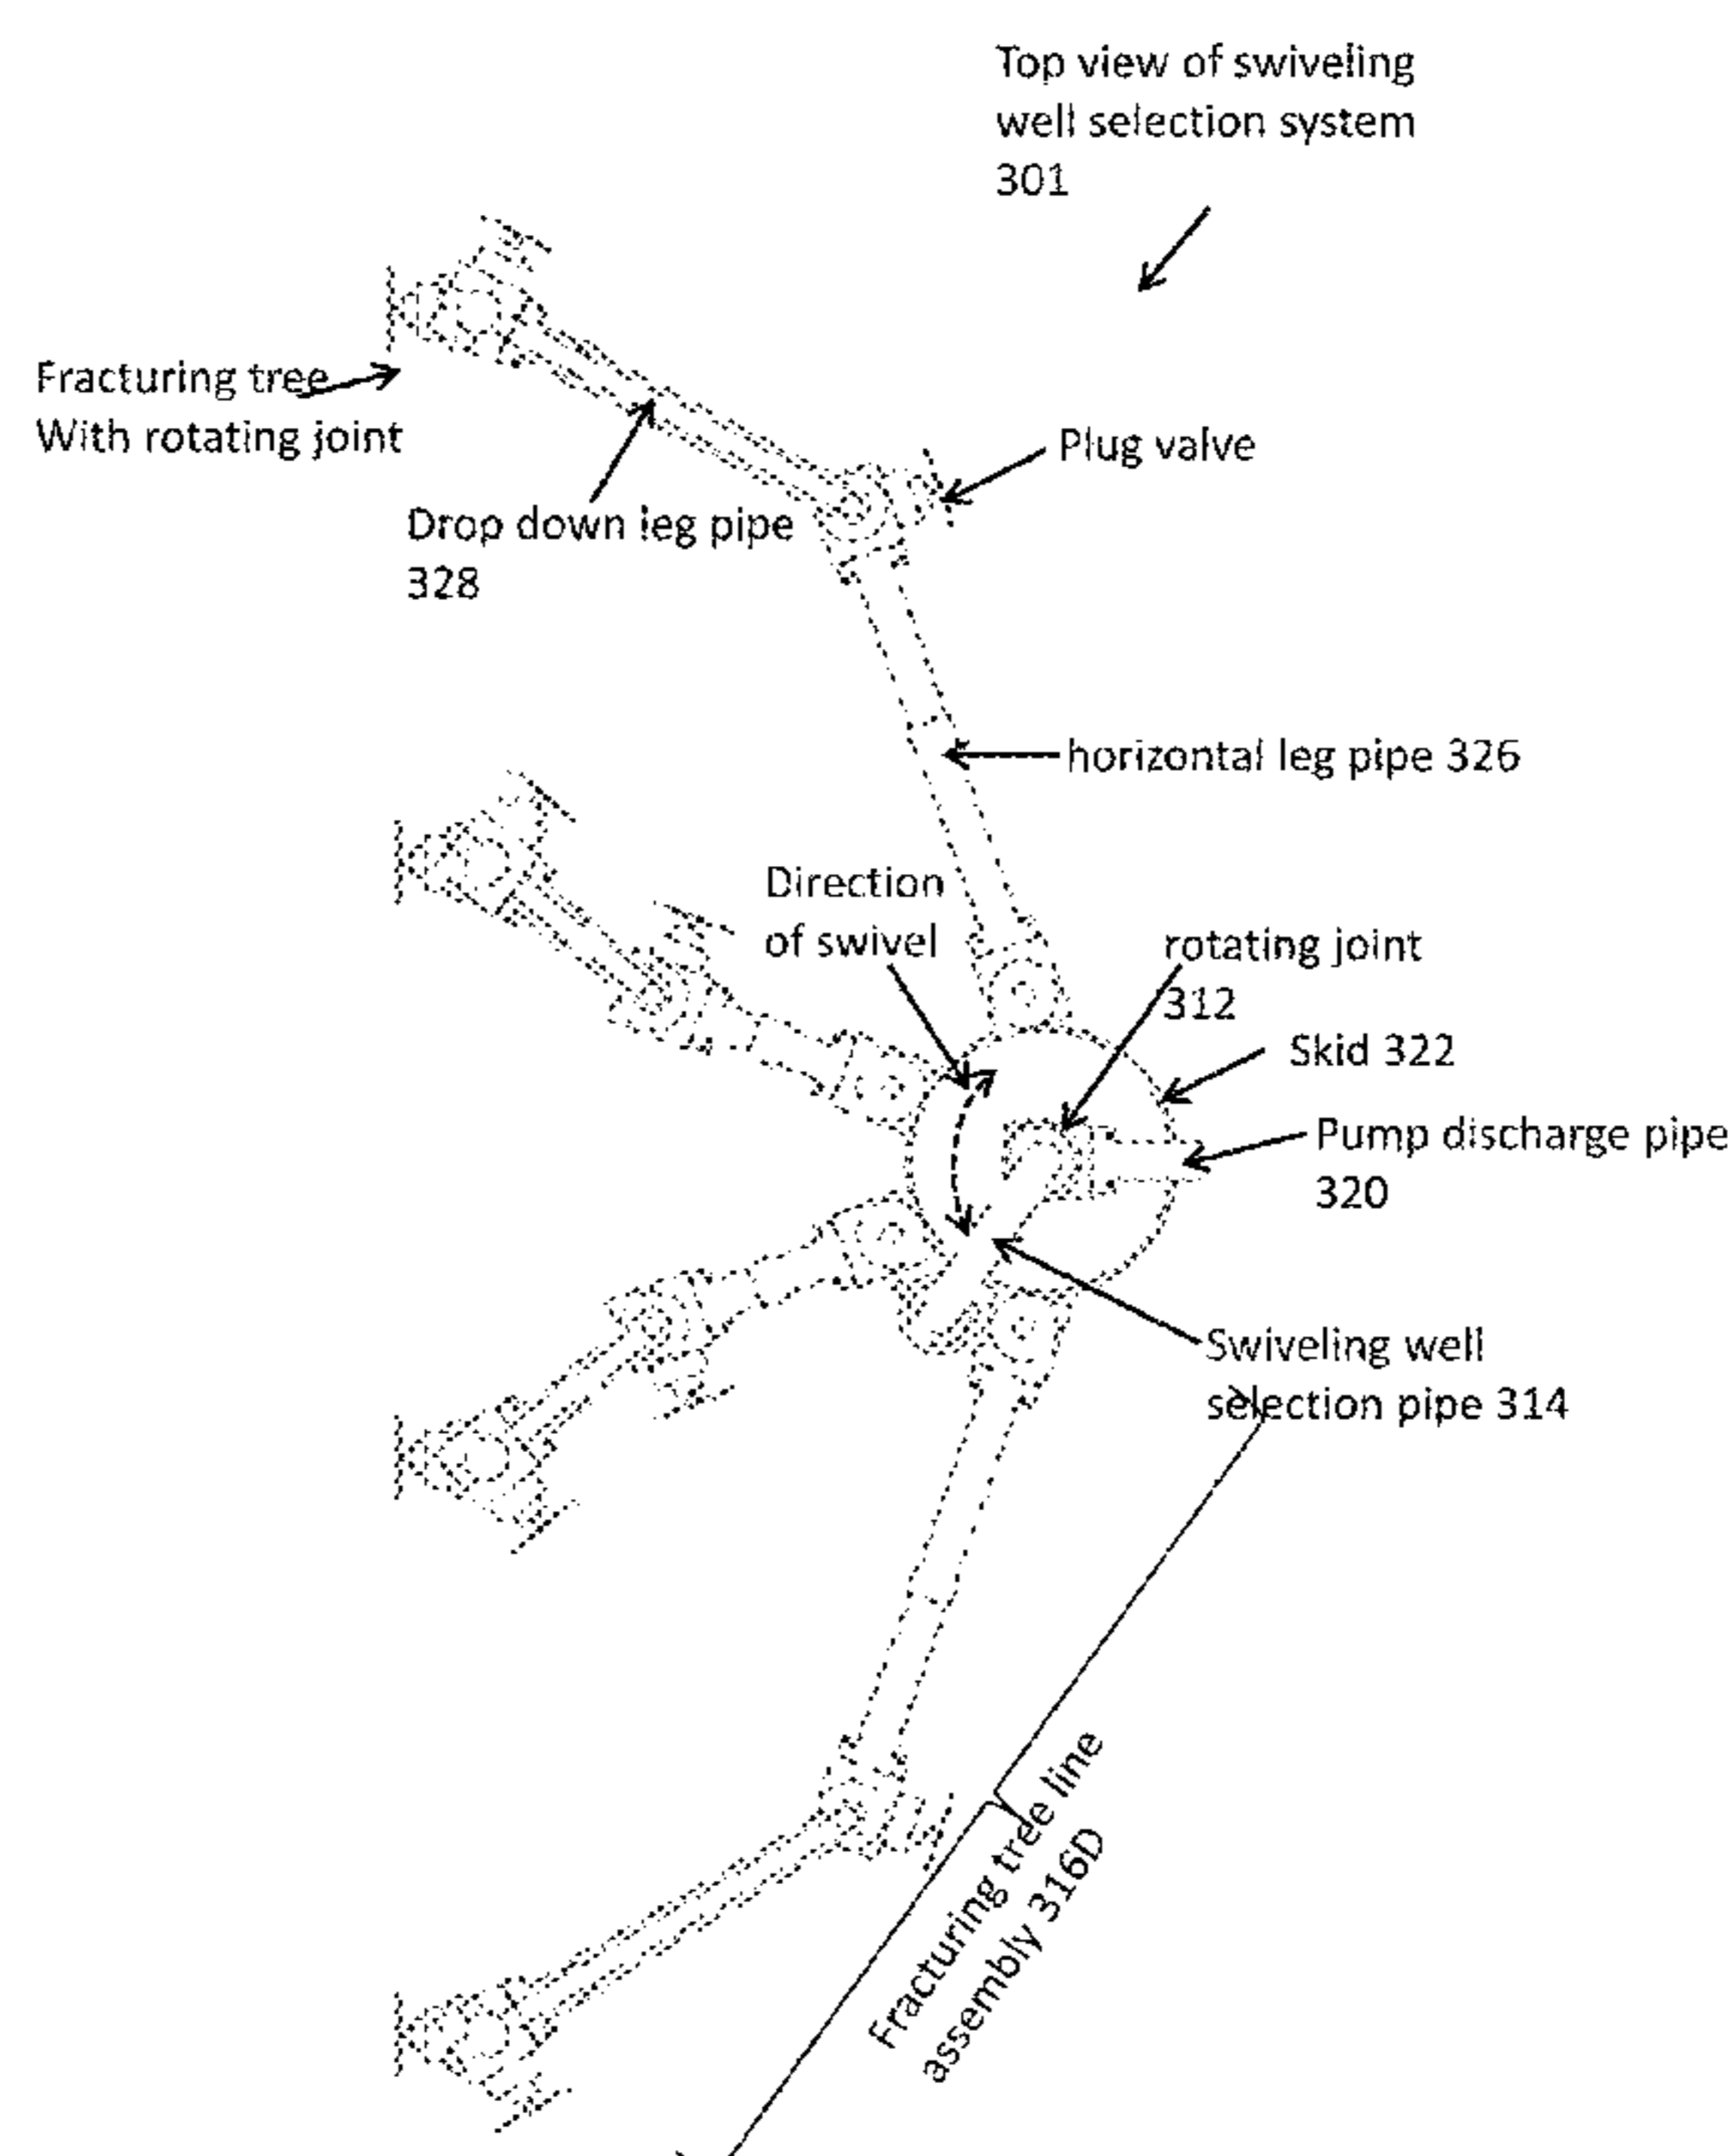 Top view of swiveling
well selection system
301
Fracturing tree
With rotating joint
Plug valve
Drop down leg pipe
328
horizontal leg pipe 326
Direction
of swivel
rotating joint
312
Skid 322
Pump discharge pipe
320
Swiveling well
selection pipe 314
Fracturing tree line
assembly 316D